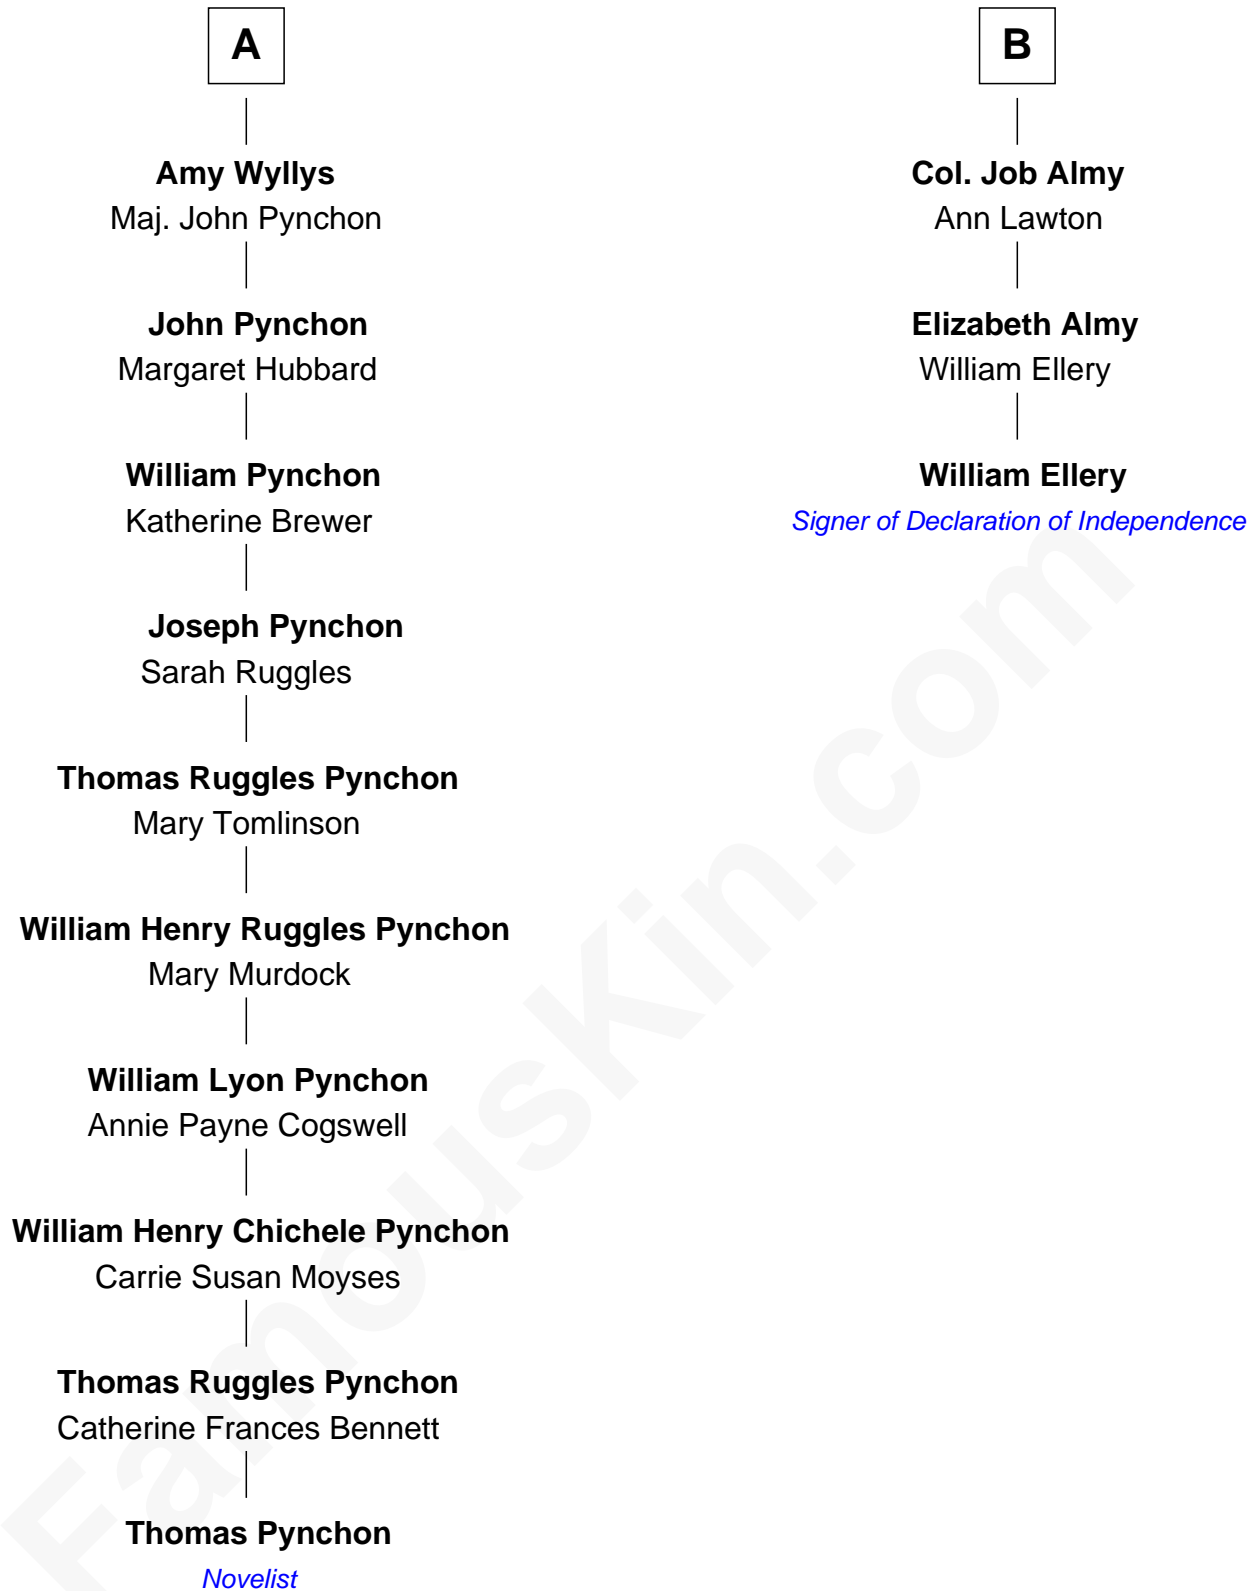 A
Amy Wyllys
Maj. John Pynchon
John Pynchon
Margaret Hubbard
William Pynchon
Katherine Brewer
Joseph Pynchon
Sarah Ruggles
Thomas Ruggles Pynchon
Mary Tomlinson
William Henry Ruggles Pynchon
Mary Murdock
William Lyon Pynchon
Annie Payne Cogswell
William Henry Chichele Pynchon
Carrie Susan Moyses
Thomas Ruggles Pynchon
Catherine Frances Bennett
Thomas Pynchon
Novelist
B
Col. Job Almy
Ann Lawton
Elizabeth Almy
William Ellery
William Ellery
Signer of Declaration of Independence
FamousKin.com